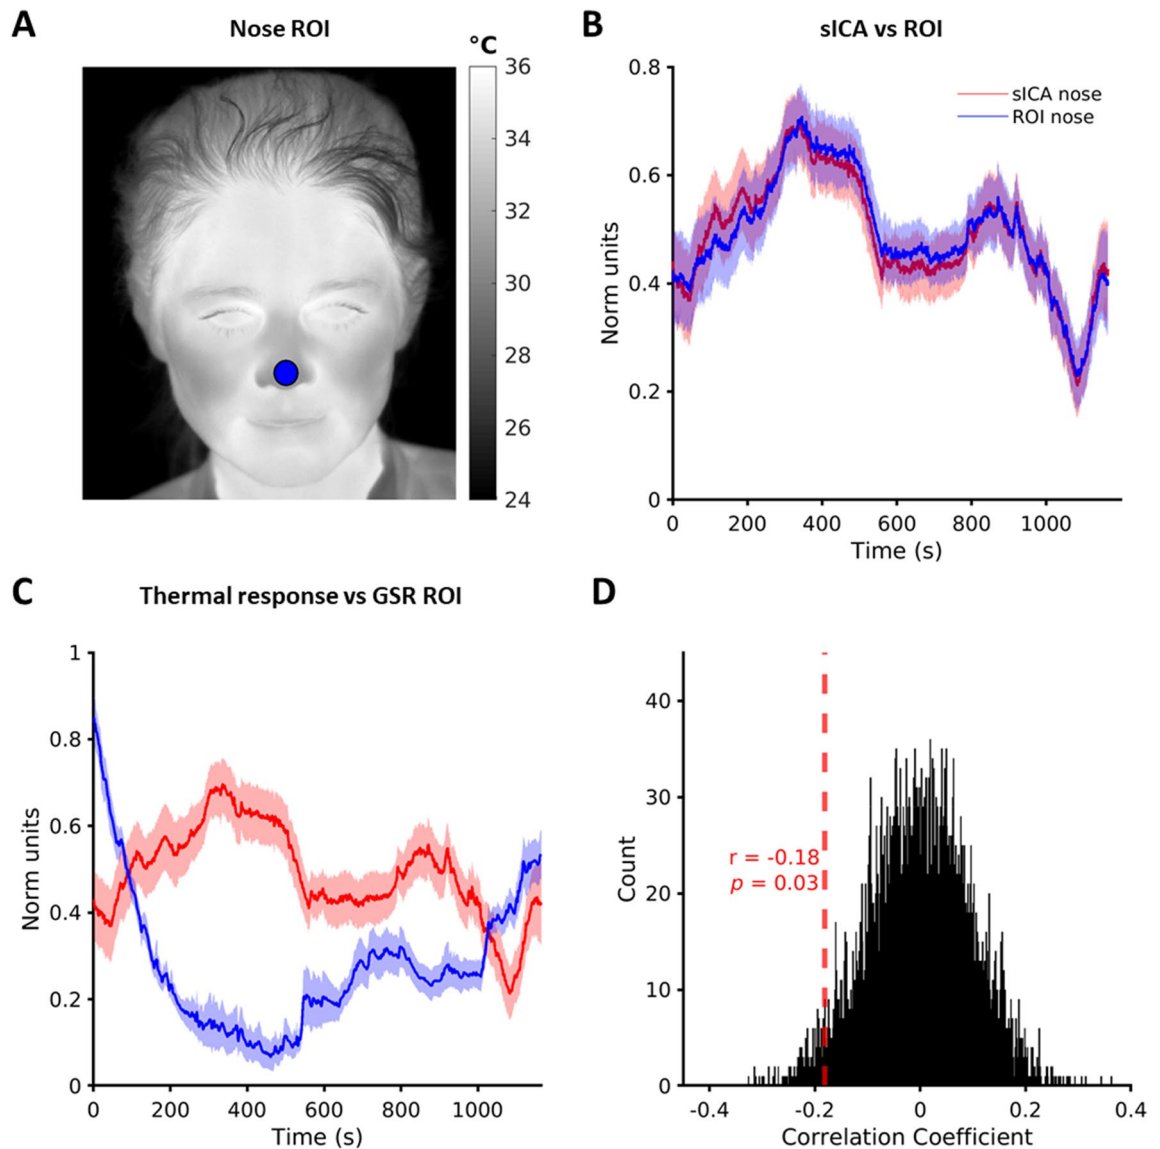 A
Nose ROI
°C
36
34
32
30
28
26
24
B
sICA vs ROI
0.8
0.6
0.4
0.2
0
Norm units
sICA nose
ROI nose
0 200 400 600 800 1000
Time (s)
C
Thermal response vs GSR ROI
1
0.8
0.6
0.4
0.2
0
Norm units
0 200 400 600 800 1000
Time (s)
D
40
30
20
10
0
Count
r = -0.18
p = 0.03
-0.4 -0.2 0 0.2 0.4
Correlation Coefficient